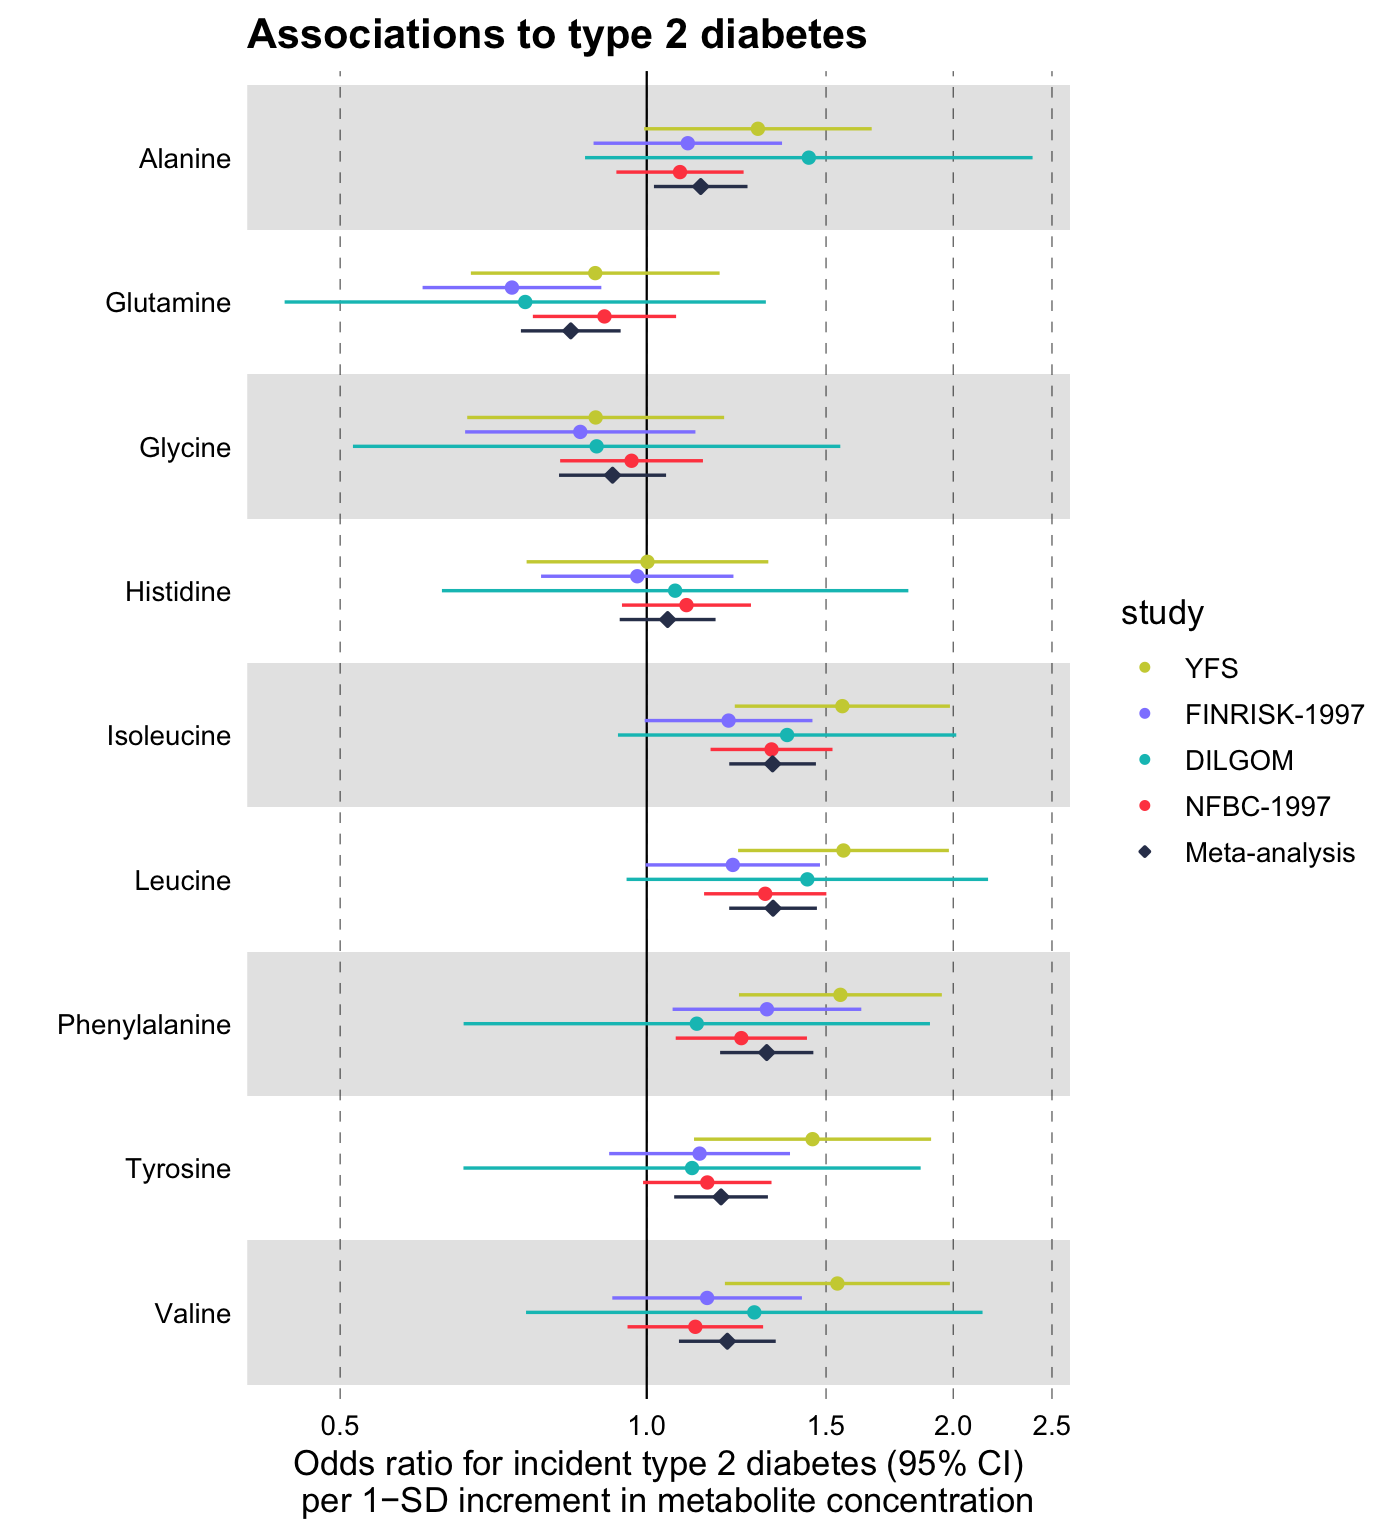 Associations to type 2 diabetes
Alanine
Glutamine
Glycine
Histidine
Isoleucine
Leucine
Phenylalanine
Tyrosine
Valine
study
YFS
FINRISK-1997
DILGOM
NFBC-1997
Meta-analysis
0.5 1.0 1.5 2.0 2.5
Odds ratio for incident type 2 diabetes (95% CI)
per 1−SD increment in metabolite concentration